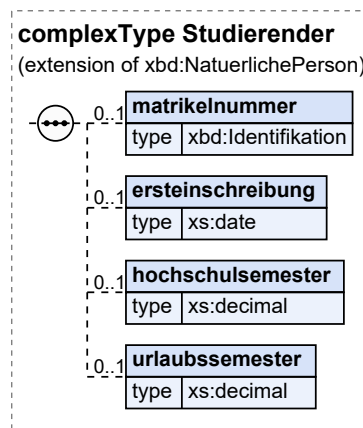 complexType Studierender
(extension of xbd:NatuerlichePerson)
0..1 matrikelnummer
type xbd:Identifikation
0..1 ersteinschreibung
type xs:date
0..1 hochschulsemester
type xs:decimal
0..1 urlaubssemester
type xs:decimal